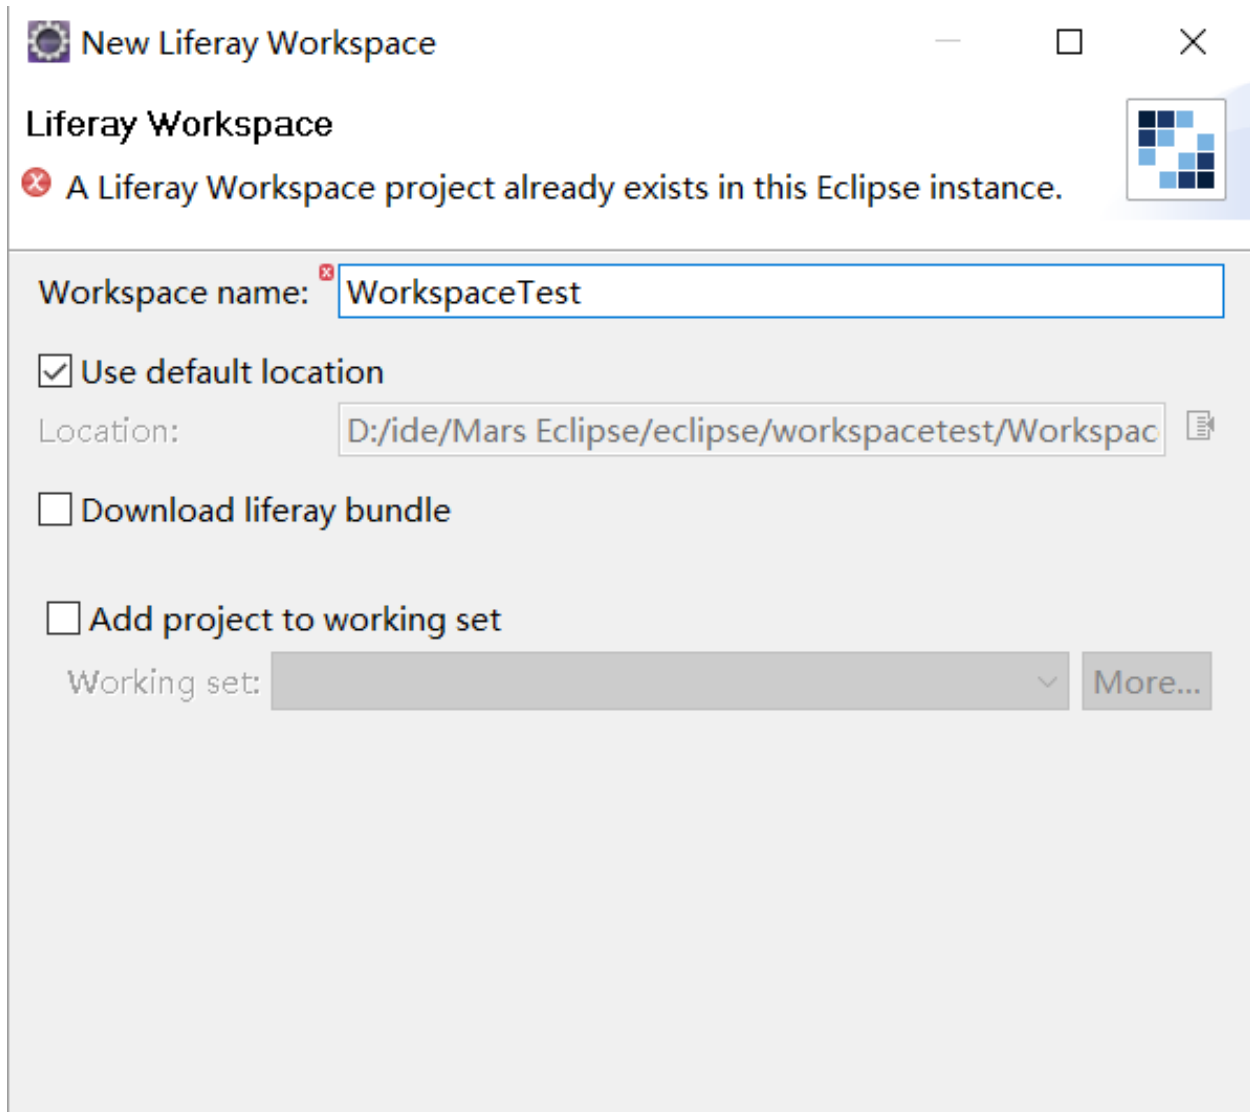 New Liferay Workspace
Liferay Workspace
A Liferay Workspace project already exists in this Eclipse instance.
Workspace name: WorkspaceTest
Use default location
Location: D:/ide/Mars Eclipse/eclipse/workspacetest/Workspac
Download liferay bundle
Add project to working set
Working set: More...